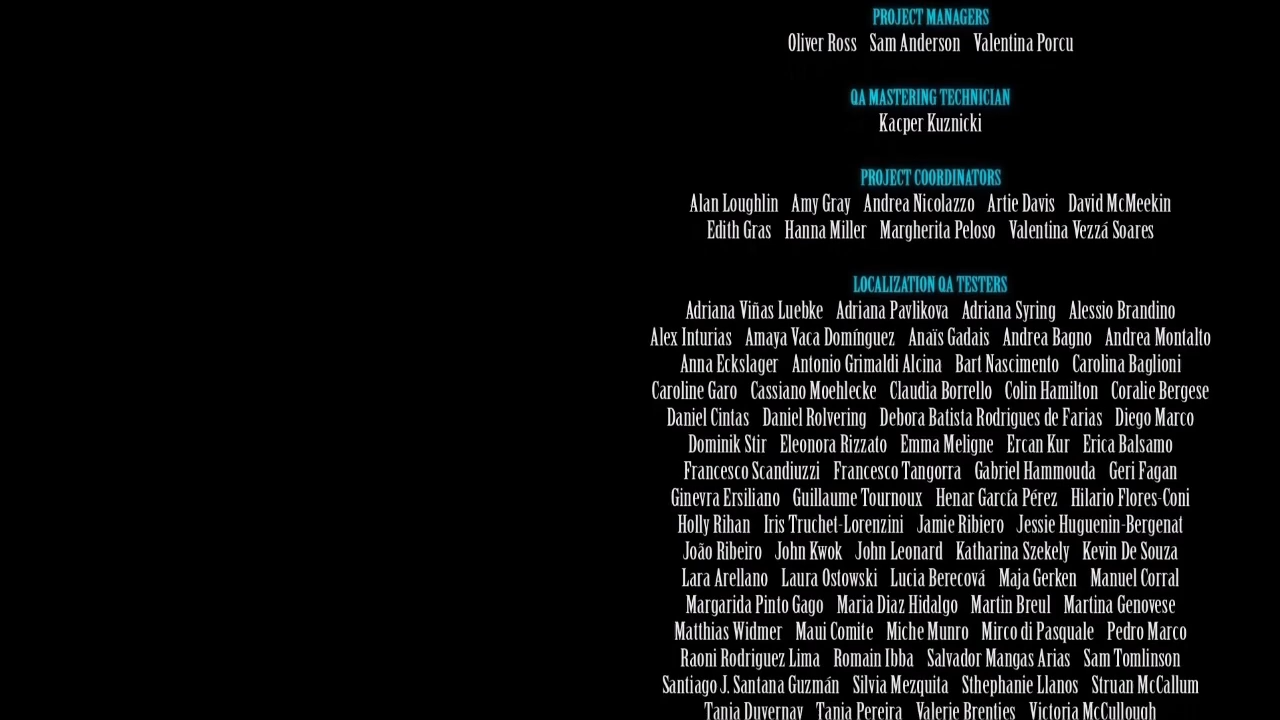 PROJECT MANAGERS
Oliver Ross Sam Anderson Valentina Porcu
QA MASTERING TECHNICIAN
Kacper Kuznicki
PROJECT COORDINATORS
Alan Loughlin Amy Gray Andrea Nicolazzo Artie Davis David McMeekin
Edith Gras Hanna Miller Margherita Peloso Valentina Vezzá Soares
LOCALIZATION QA TESTERS
Adriana Viñas Luebke Adriana Pavlikova Adriana Syring Alessio Brandino
Alex Inturias Amaya Vaca Domínguez Anaïs Gadais Andrea Bagno Andrea Montalto
Anna Eckslager Antonio Grimaldi Alcina Bart Nascimento Carolina Baglioni
Caroline Garo Cassiano Moehlecke Claudia Borrello Colin Hamilton Coralie Bergese
Daniel Cintas Daniel Rolvering Debora Batista Rodrigues de Farias Diego Marco
Dominik Stir Eleonora Rizzato Emma Meligne Ercan Kur Erica Balsamo
Francesco Scandiuzzi Francesco Tangorra Gabriel Hammouda Geri Fagan
Ginevra Ersiliano Guillaume Tournoux Henar García Pérez Hilario Flores-Coni
Holly Rihan Iris Truchet-Lorenzini Jamie Ribiero Jessie Huguenin-Bergenat
João Ribeiro John Kwok John Leonard Katharina Szekely Kevin De Souza
Lara Arellano Laura Ostowski Lucia Berecová Maja Gerken Manuel Corral
Margarida Pinto Gago Maria Diaz Hidalgo Martin Breul Martina Genovese
Matthias Widmer Maui Comite Miche Munro Mirco di Pasquale Pedro Marco
Raoni Rodriguez Lima Romain Ibba Salvador Mangas Arias Sam Tomlinson
Santiago J. Santana Guzmán Silvia Mezquita Sthephanie Llanos Struan McCallum
Tania Duvernay Tania Pereira Valerie Brenties Victoria McCullough